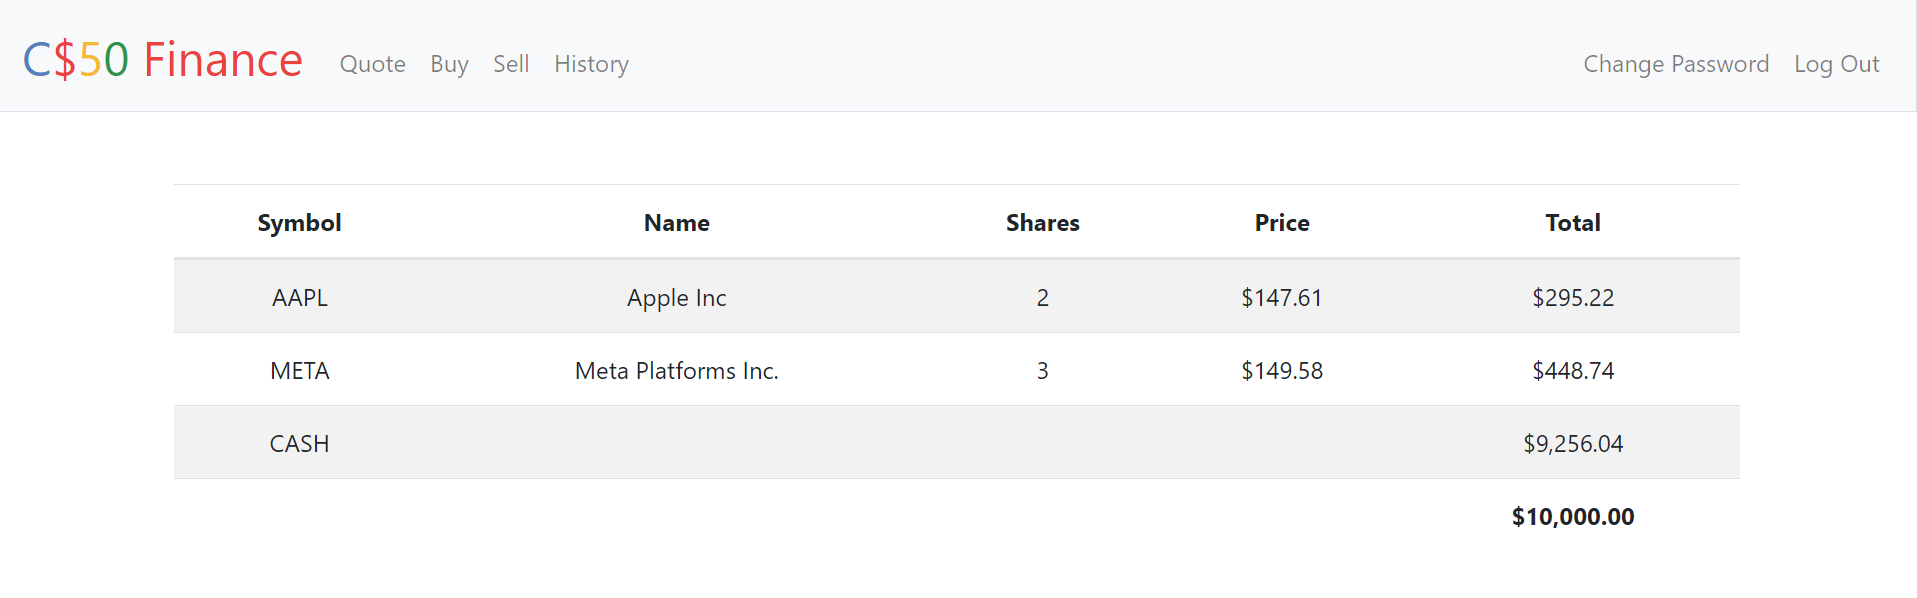 C$50 Finance Quote Buy Sell History Change Password Log Out
Symbol Name Shares Price Total
AAPL Apple Inc 2 $147.61 $295.22
META Meta Platforms Inc. 3 $149.58 $448.74
CASH $9,256.04
$10,000.00